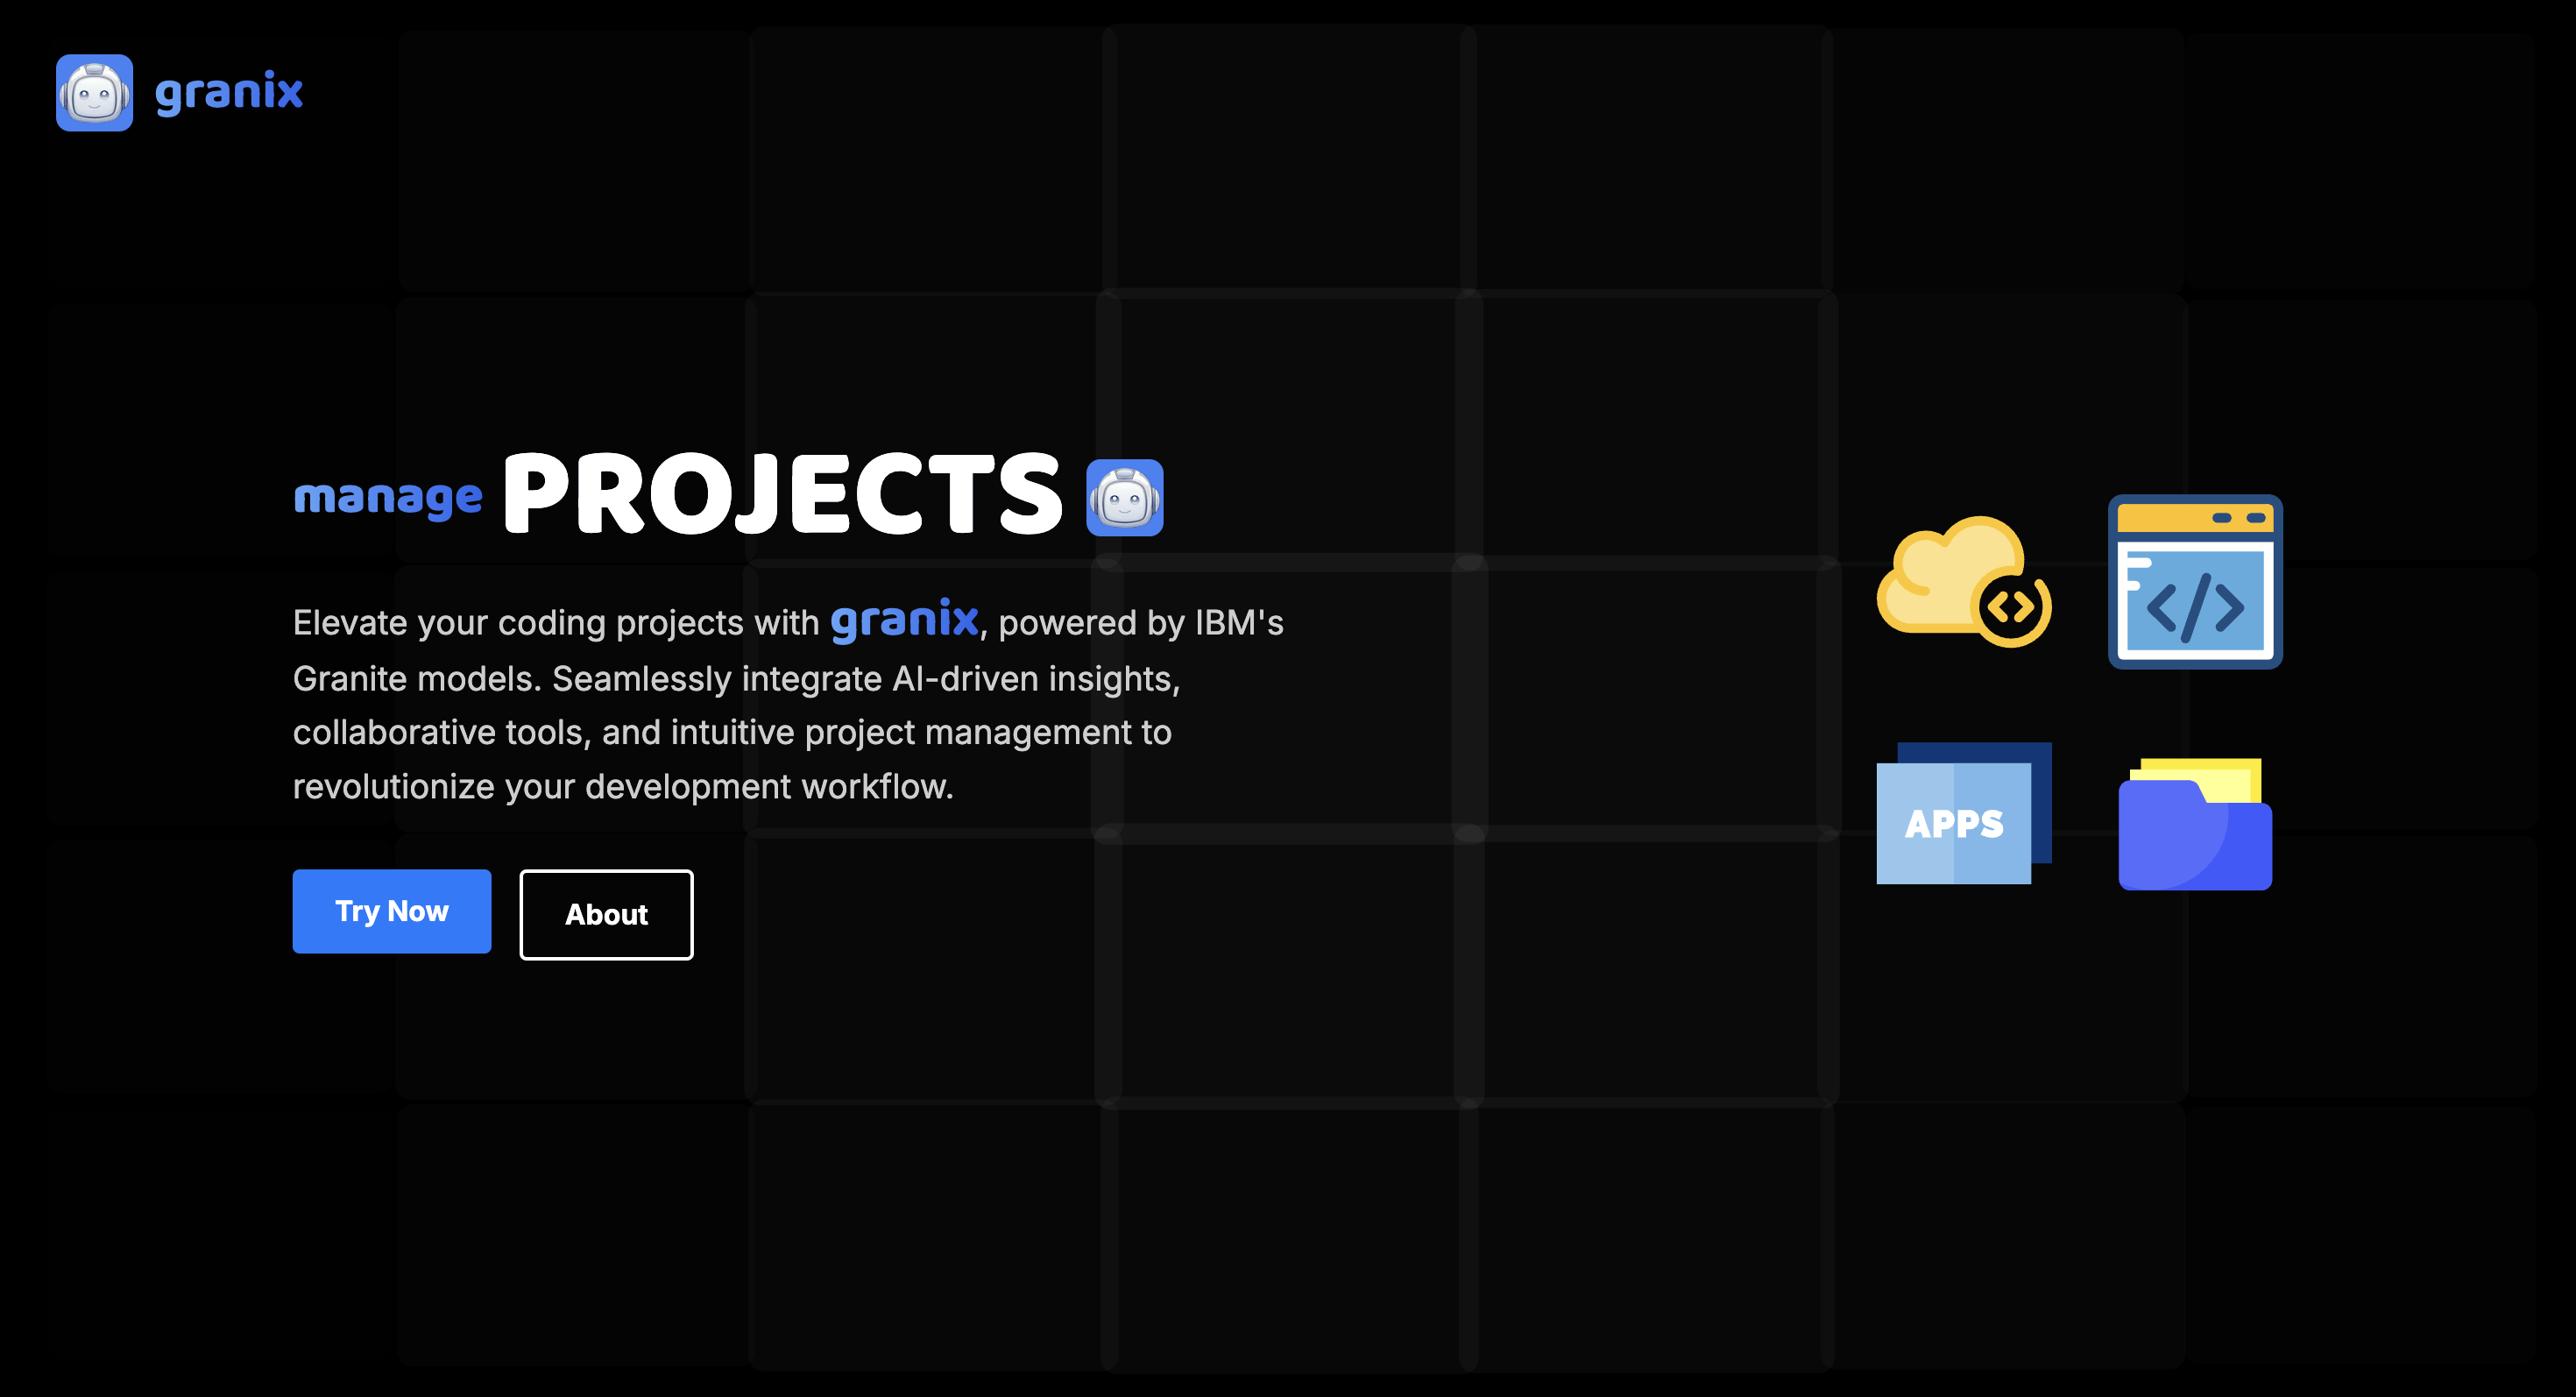 granix
manage PROJECTS
Elevate your coding projects with granix, powered by IBM's
Granite models. Seamlessly integrate AI-driven insights,
collaborative tools, and intuitive project management to
revolutionize your development workflow.
APPS
Try Now
About